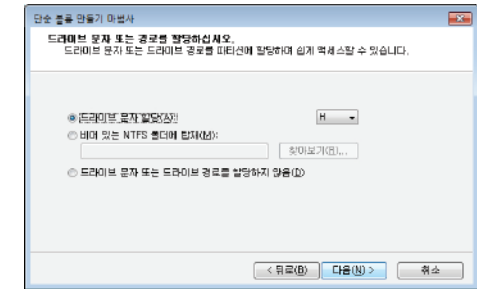 단순 볼륨 만들기 마법사
드라이브 문자 또는 경로를 할당하십시오.
드라이브 문자 또는 드라이브 경로를 파티션에 할당하여 쉽게 액세스할 수 있습니다.
드라이브 문자 할당(A): H
비어 있는 NTFS 폴더에 탑재(M):
찾아보기(R)...
드라이브 문자 또는 드라이브 경로를 할당하지 않음(D)
< 뒤로(B) 다음(N) > 취소